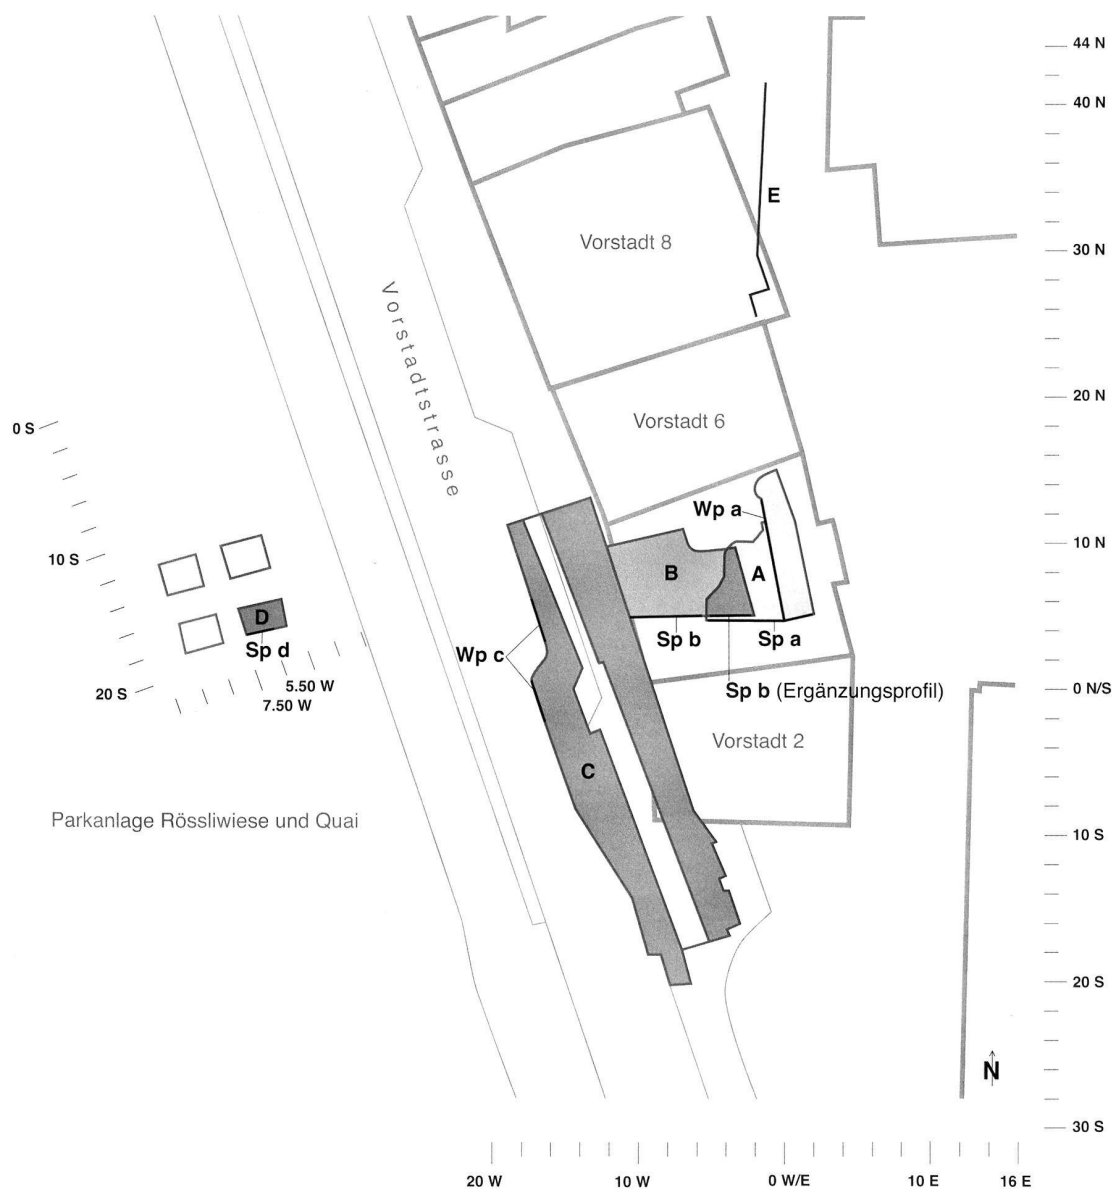 44 N
40 N
E
Vorstadt 8
30 N
Vorstadtstrasse
20 N
Vorstadt 6
0 S
Wp a
10 N
10 S
B
A
D
Sp d
Sp b
Sp a
Wp c
5.50 W
20 S
7.50 W
Sp b (Ergänzungsprofil)
0 N/S
Vorstadt 2
C
Parkanlage Rössliwiese und Quai
10 S
20 S
N
30 S
20 W
10 W
0 W/E
10 E
16 E